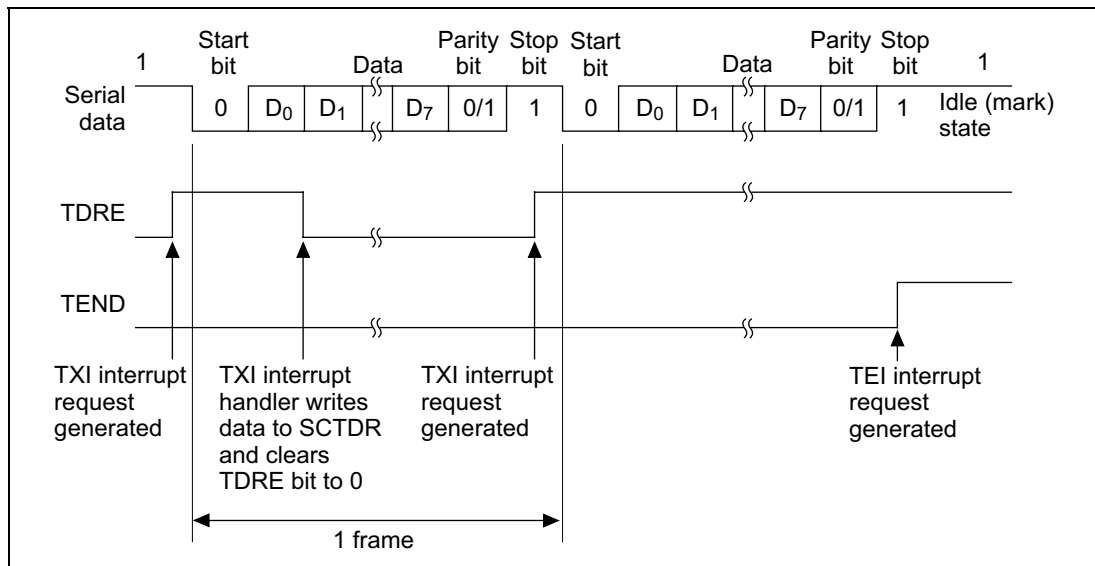 Start bit
Data
Parity bit
Stop bit
Start bit
Data
Parity bit
Stop bit
1
1
Serial data
0 D0 D1 D7 0/1 1 0 D0 D1 D7 0/1 1
Idle (mark) state
TDRE
TEND
TXI interrupt
request
generated
TXI interrupt
handler writes
data to SCTDR
and clears
TDRE bit to 0
TXI interrupt
request
generated
TEI interrupt
request
generated
1 frame